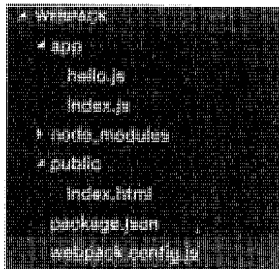 webpack
app
hello.js
index.js
node_modules
public
index.html
package.json
webpack.config.js